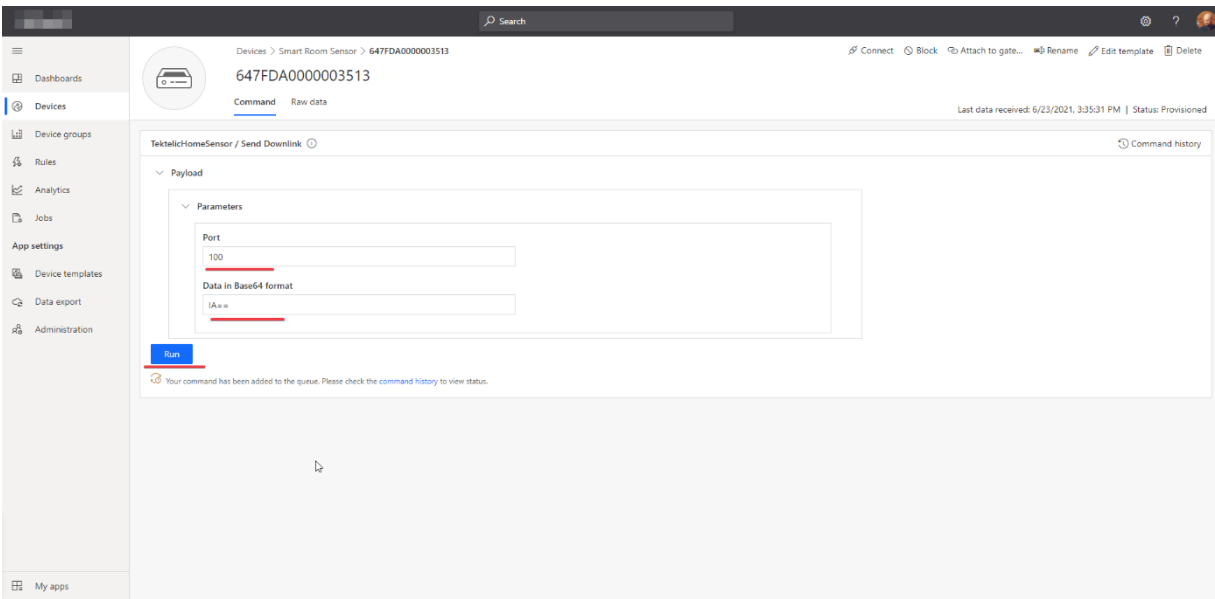 Search
?
Devices > Smart Room Sensor > 647FDA0000003513
Connect Block Attach to gate... Rename Edit template Delete
647FDA0000003513
Command Raw data
Last data received: 6/23/2021, 3:35:31 PM | Status: Provisioned
Dashboards
Devices
Device groups
Rules
Analytics
Jobs
App settings
Device templates
Data export
Administration
My apps
TektelicHomeSensor / Send Downlink
Command history
Payload
Parameters
Port
100
Data in Base64 format
IA==
Run
Your command has been added to the queue. Please check the command history to view status.